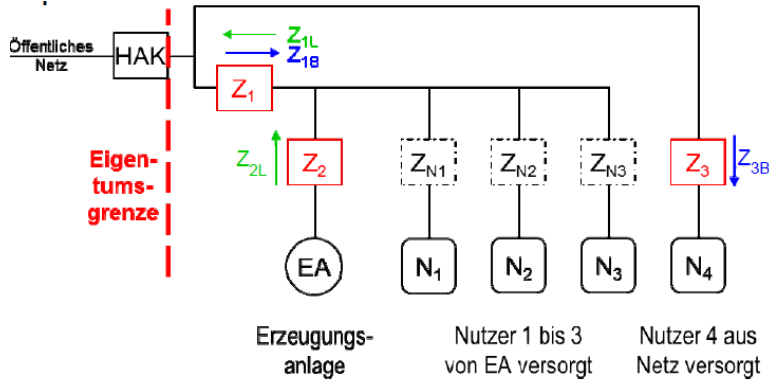 Öffentliches
Netz
HAK
Z1L
Z1B
Z1
Eigen-
tums-
grenze
Z2L
Z2
ZN1
ZN2
ZN3
Z3
Z3B
EA
N1
N2
N3
N4
Erzeugungs-
anlage
Nutzer 1 bis 3
von EA versorgt
Nutzer 4 aus
Netz versorgt